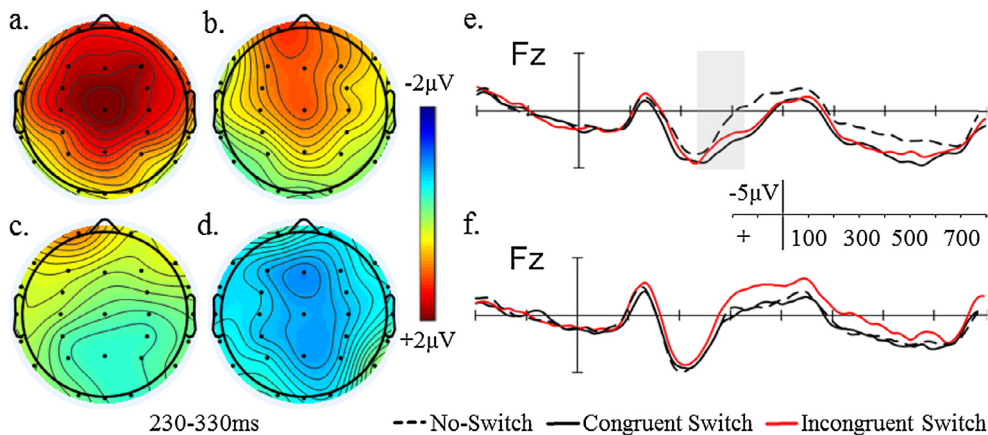 a.
b.
-2µV
+2µV
c.
d.
230-330ms
e.
Fz
-5µV
+
100 300 500 700
f.
Fz
No-Switch Congruent Switch Incongruent Switch